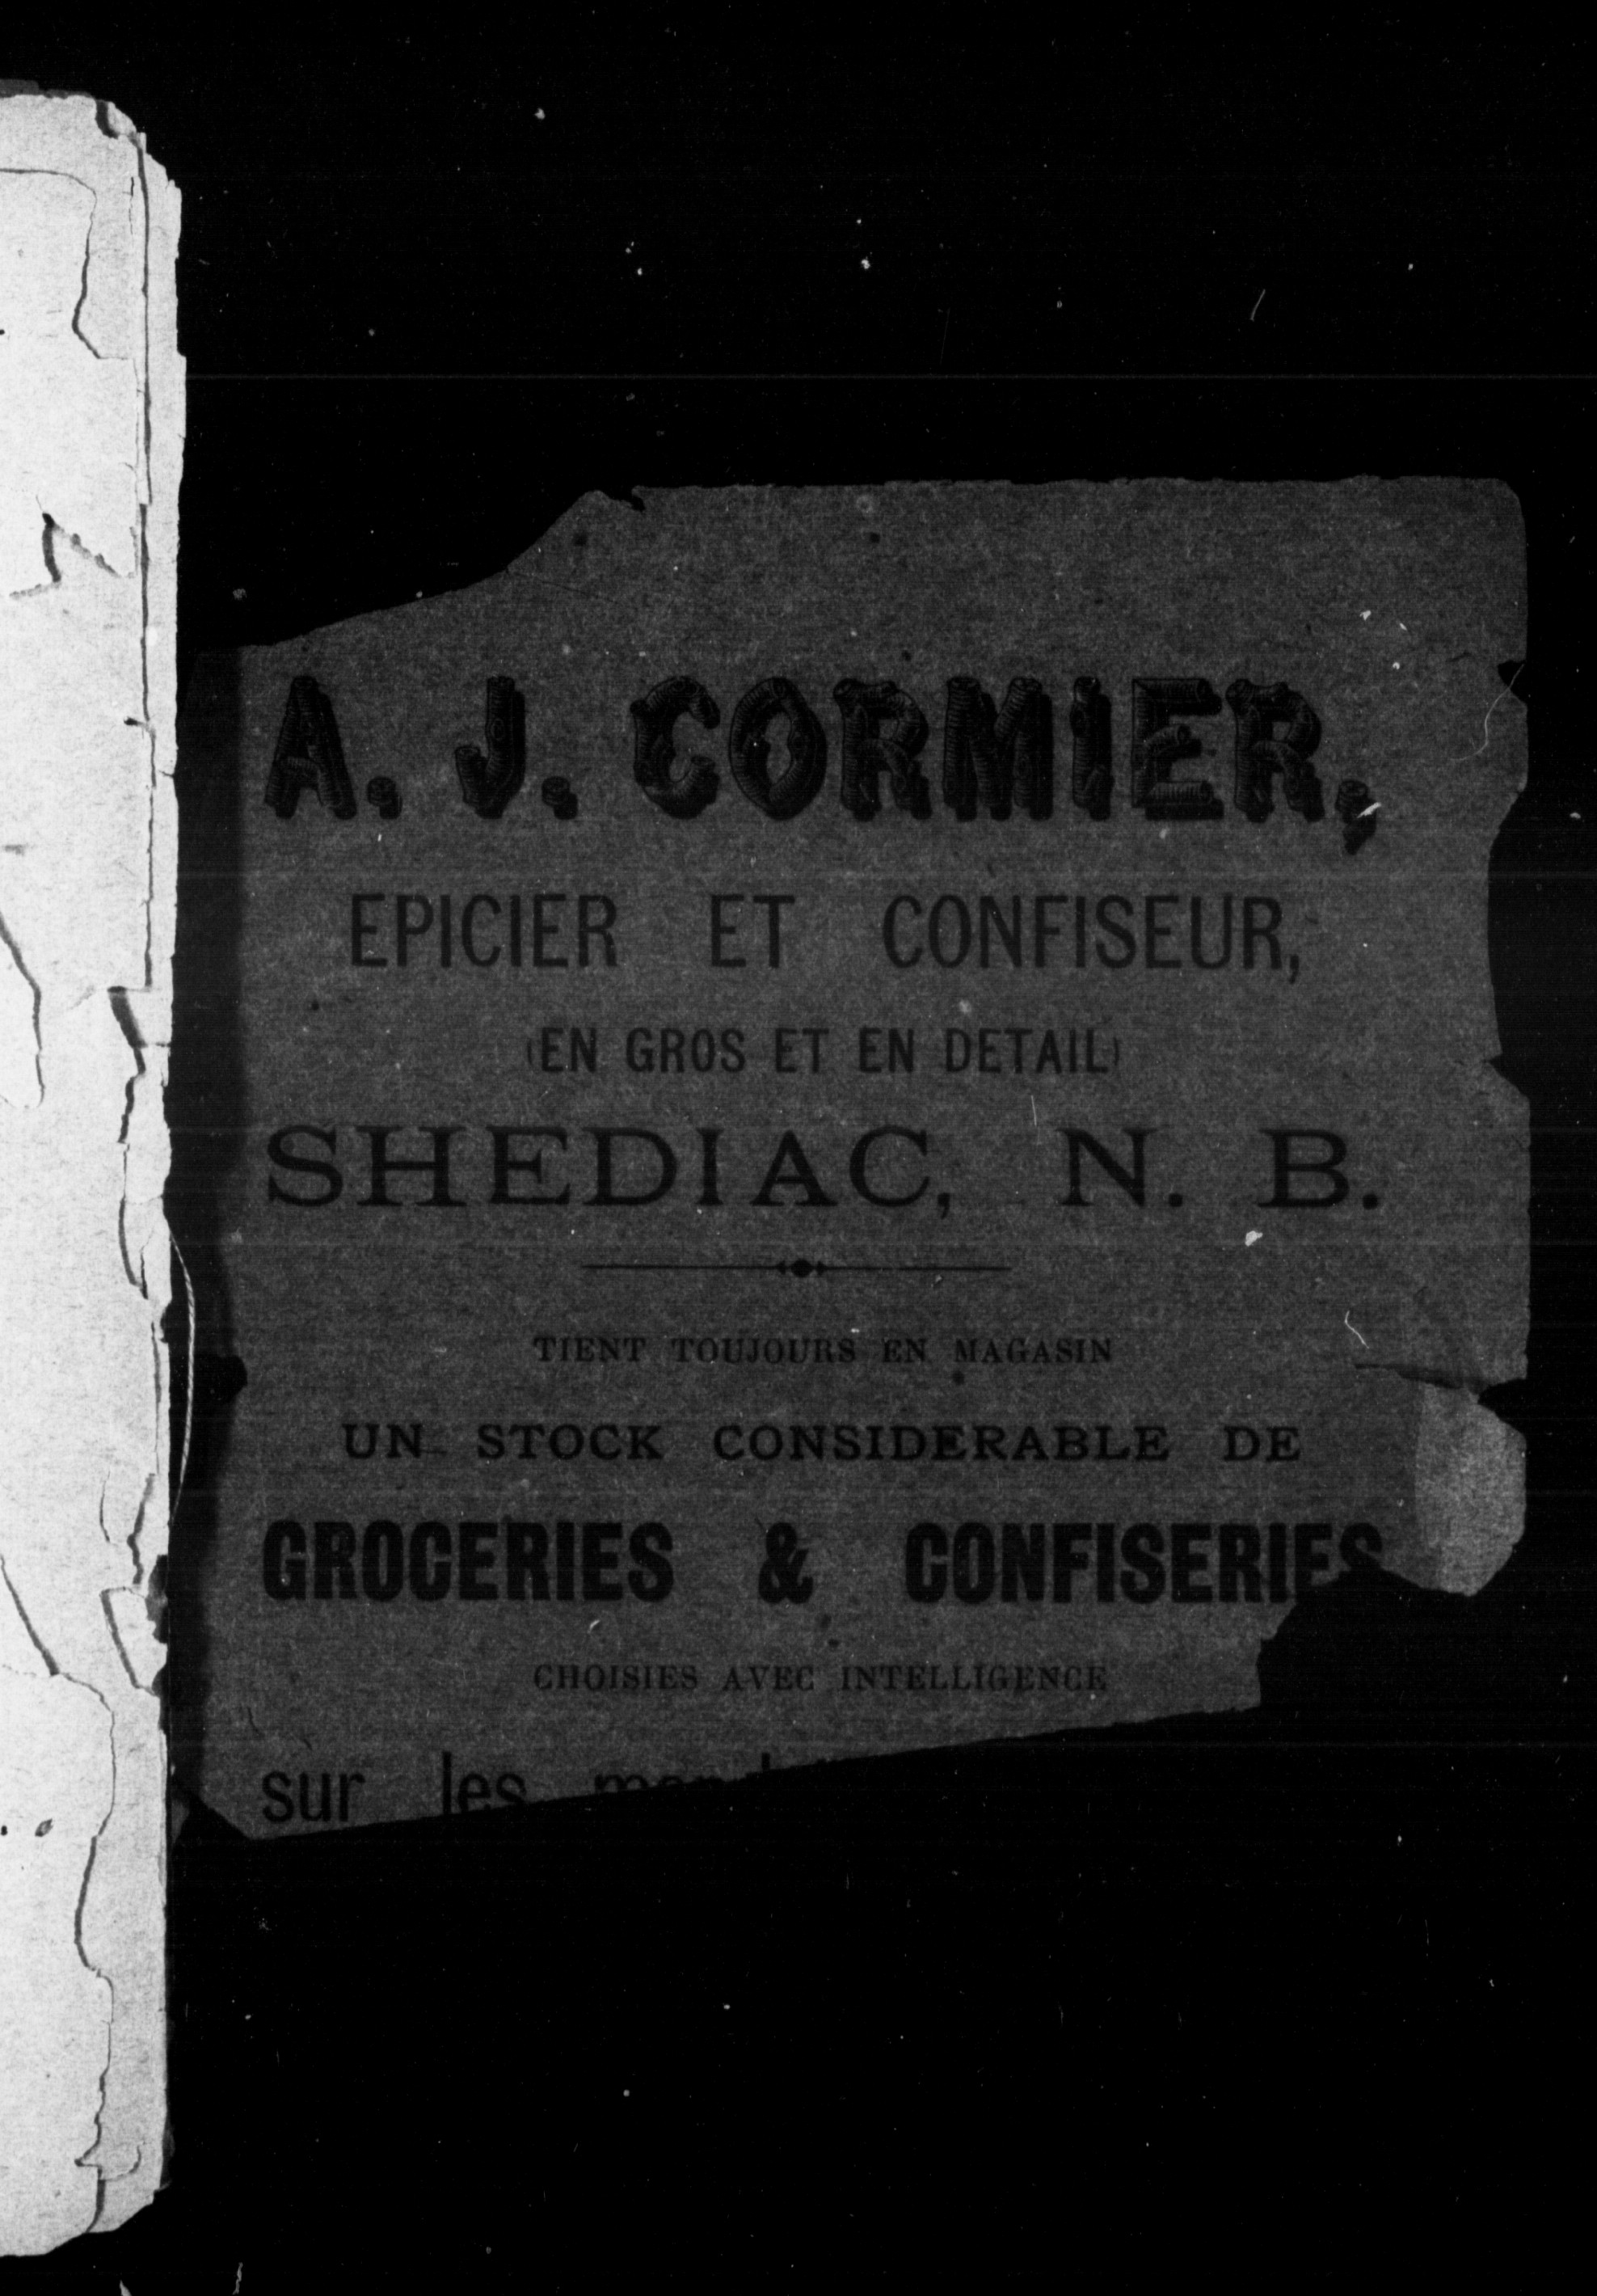 A. J. CORMIER,
EPICIER ET CONFISEUR,
(EN GROS ET EN DETAIL)
SHEDIAC, N. B.
TIENT TOUJOURS EN MAGASIN
UN STOCK CONSIDERABLE DE
GROCERIES & CONFISERIES
CHOISIES AVEC INTELLIGENCE
sur les